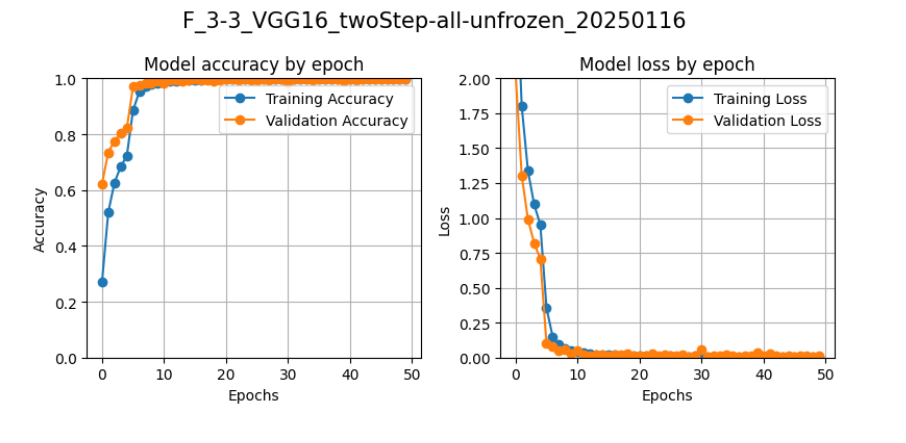 F_3-3_VGG16_twoStep-all-unfrozen_20250116
Model accuracy by epoch
1.0
0.8
0.6
0.4
0.2
0.0
Accuracy
0
10
20
30
40
50
Epochs
Training Accuracy
Validation Accuracy
Model loss by epoch
2.00
1.75
1.50
1.25
1.00
0.75
0.50
0.25
0.00
Loss
0
10
20
30
40
50
Epochs
Training Loss
Validation Loss